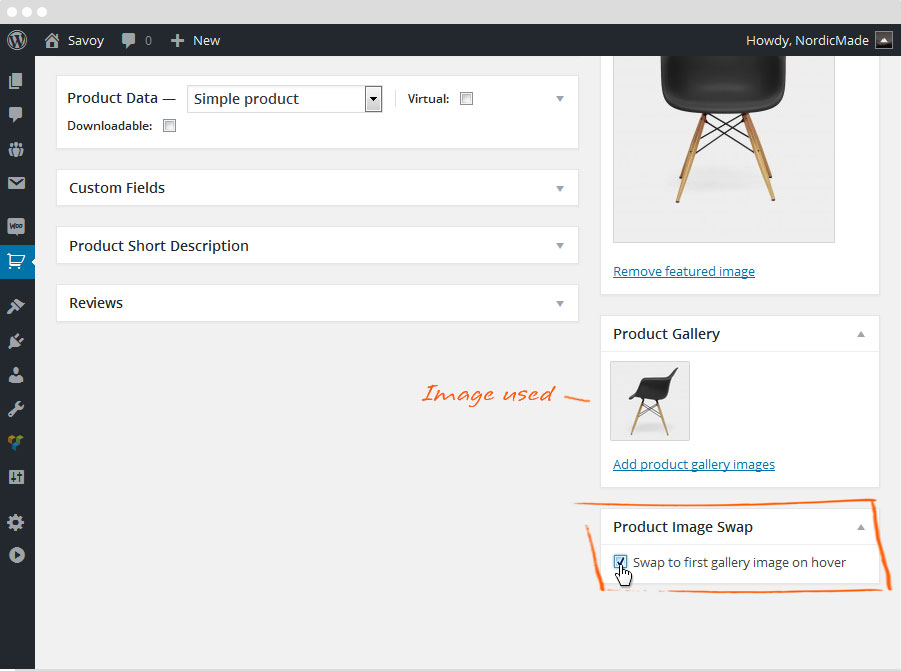 Savoy 0 New Howdy, NordicMade
Product Data — Simple product Virtual:
Downloadable:
Custom Fields
Product Short Description
Reviews
Remove featured image
Product Gallery
Image used
Add product gallery images
Product Image Swap
Swap to first gallery image on hover